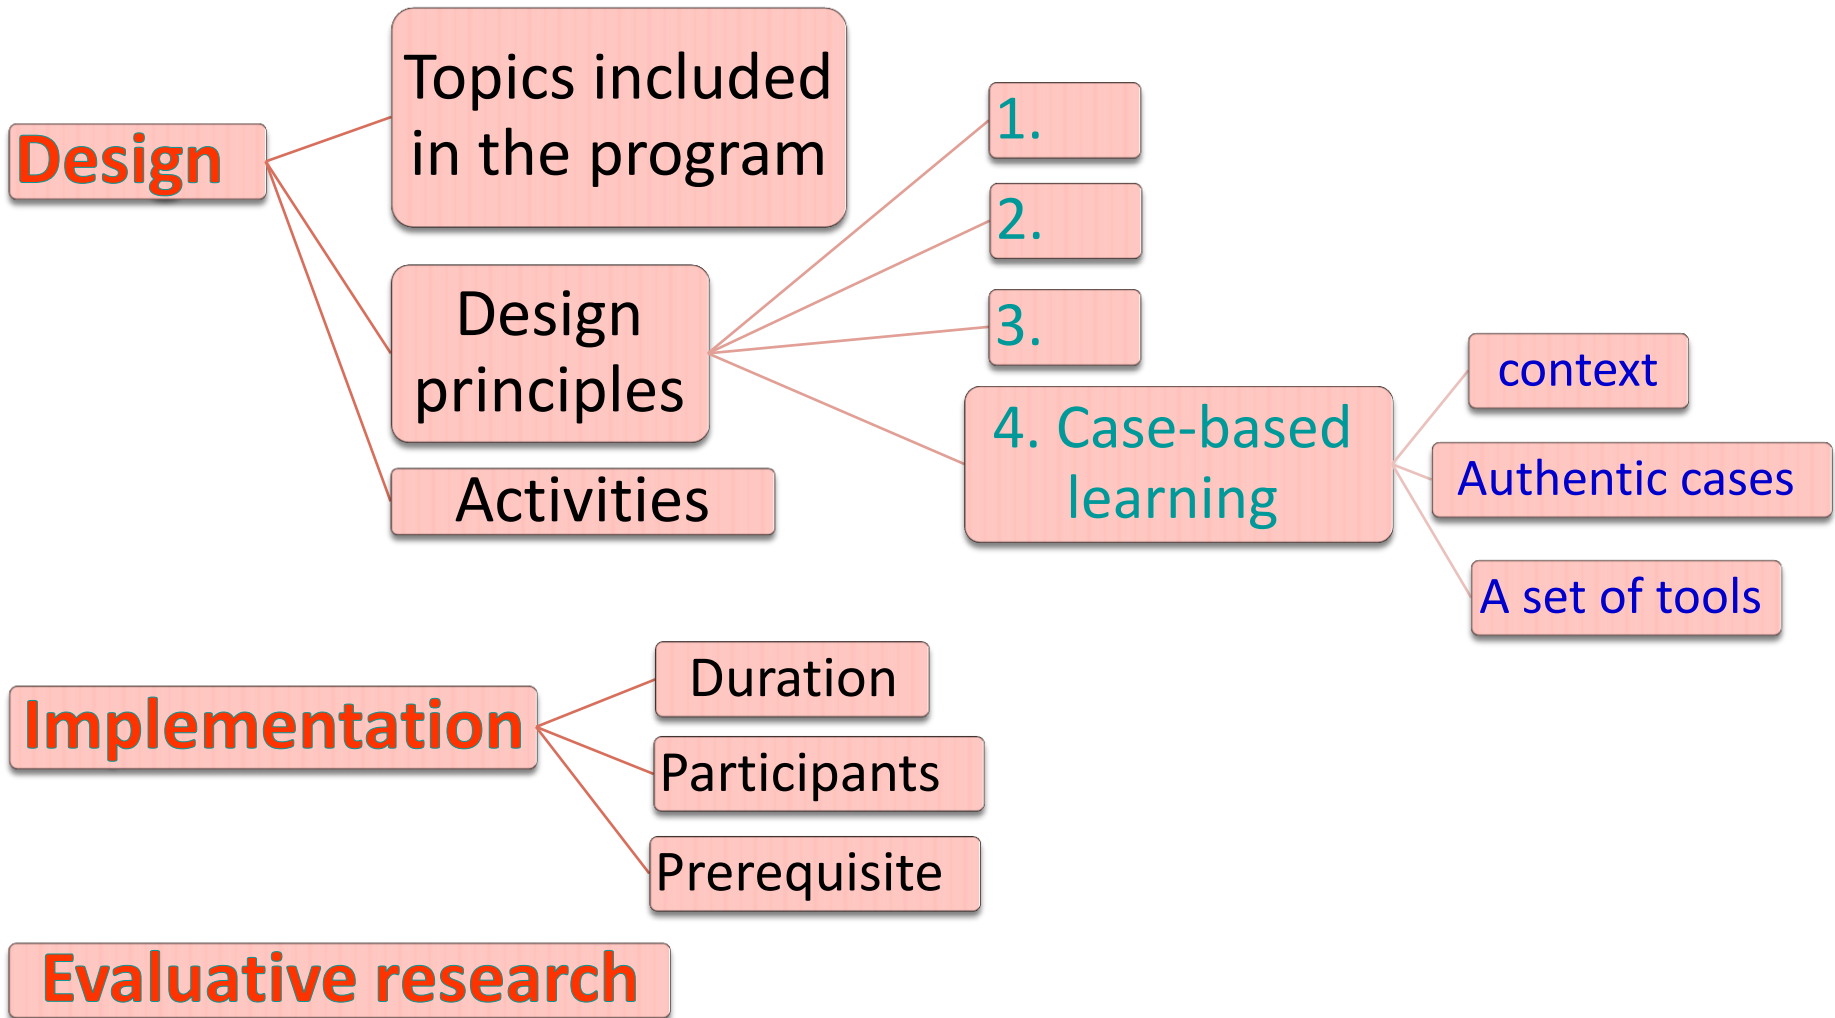 Design
Topics included
in the program
Design
principles
1.
2.
3.
4. Case-based
learning
context
Authentic cases
A set of tools
Activities
Implementation
Duration
Participants
Prerequisite
Evaluative research